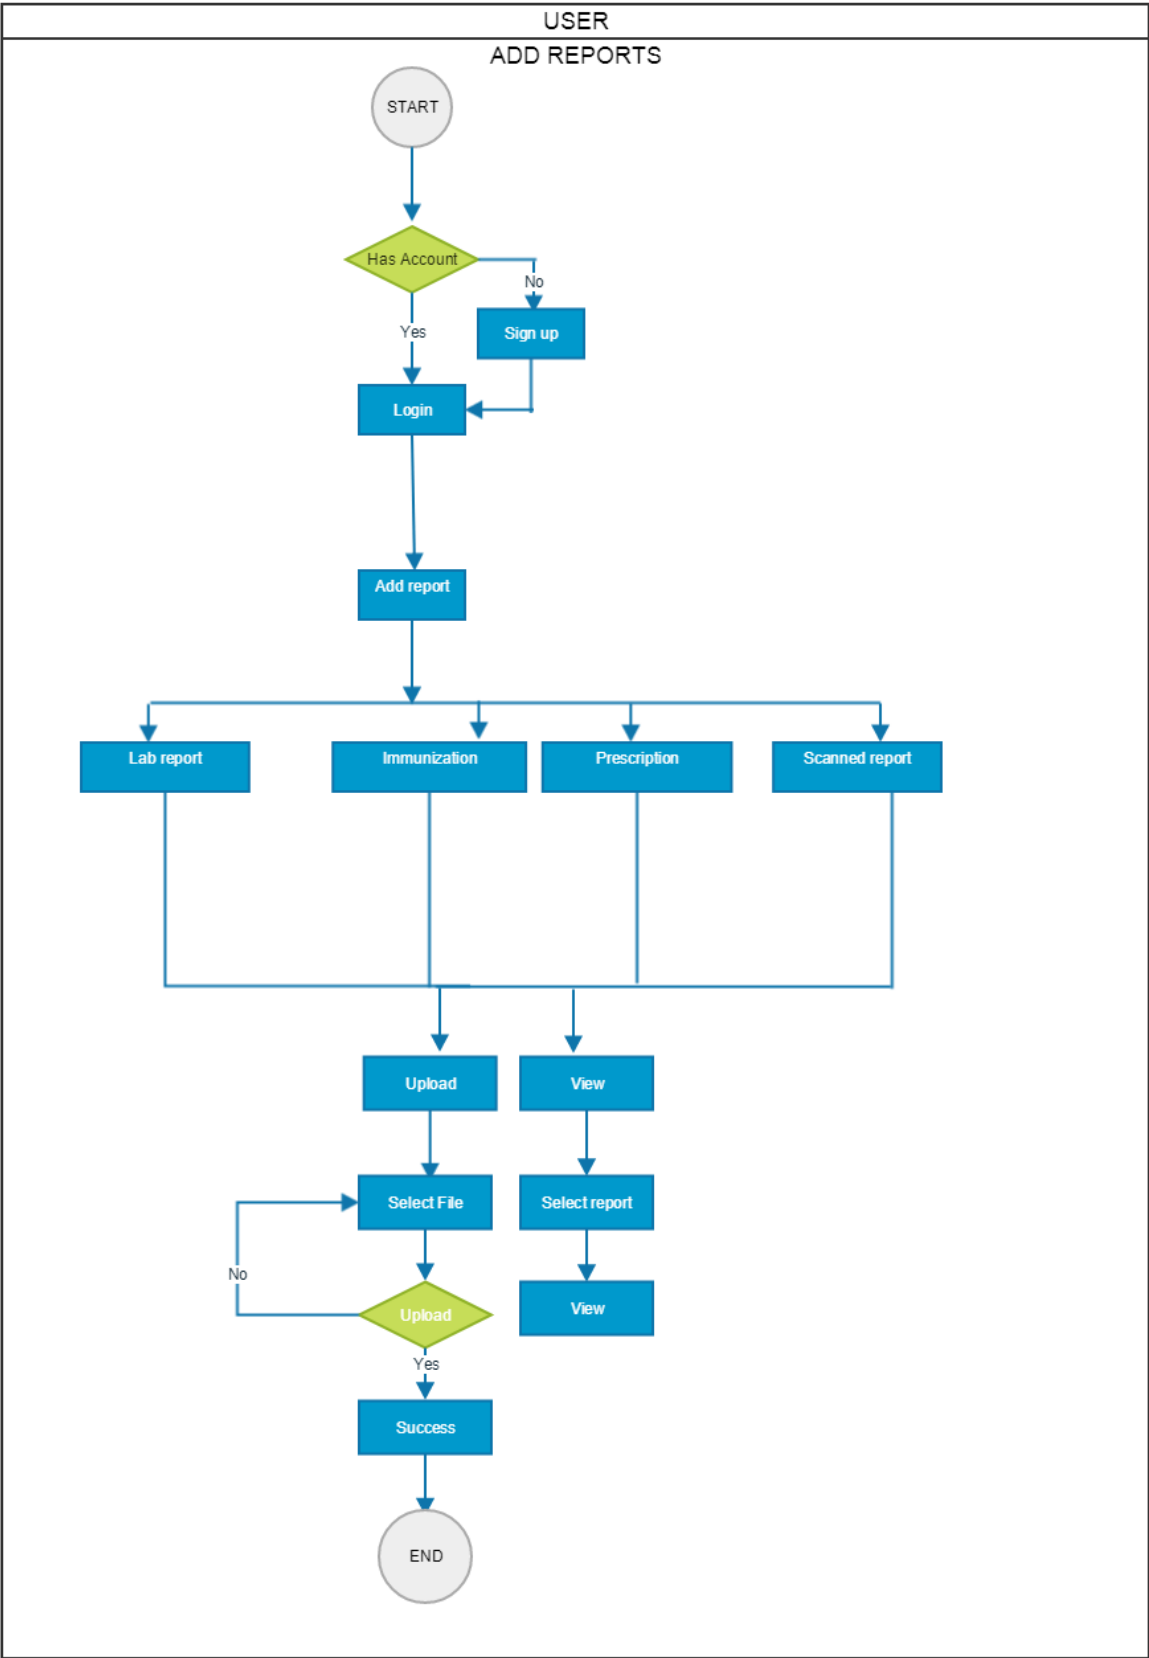 USER
ADD REPORTS
START
Has Account
No
Yes
Sign up
Login
Add report
Lab report
Immunization
Prescription
Scanned report
Upload
View
Select File
Select report
No
Upload
View
Yes
Success
END